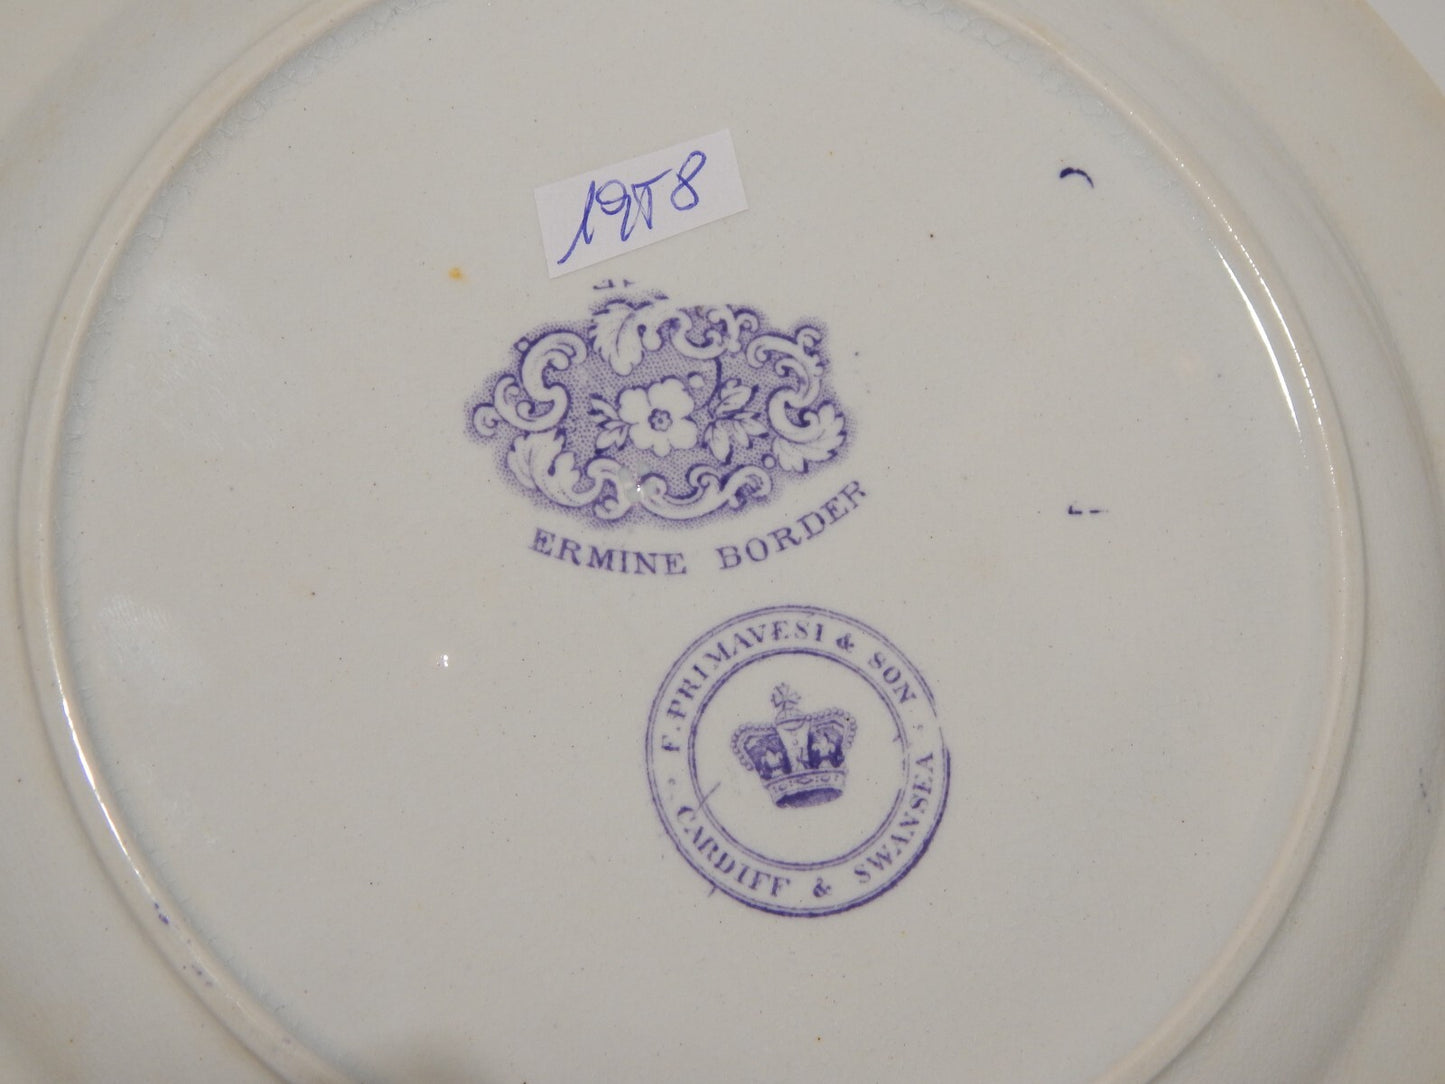 1958
ERMINE BORDER
F. PRIMAVESI & SON
CARDIFF & SWANSEA